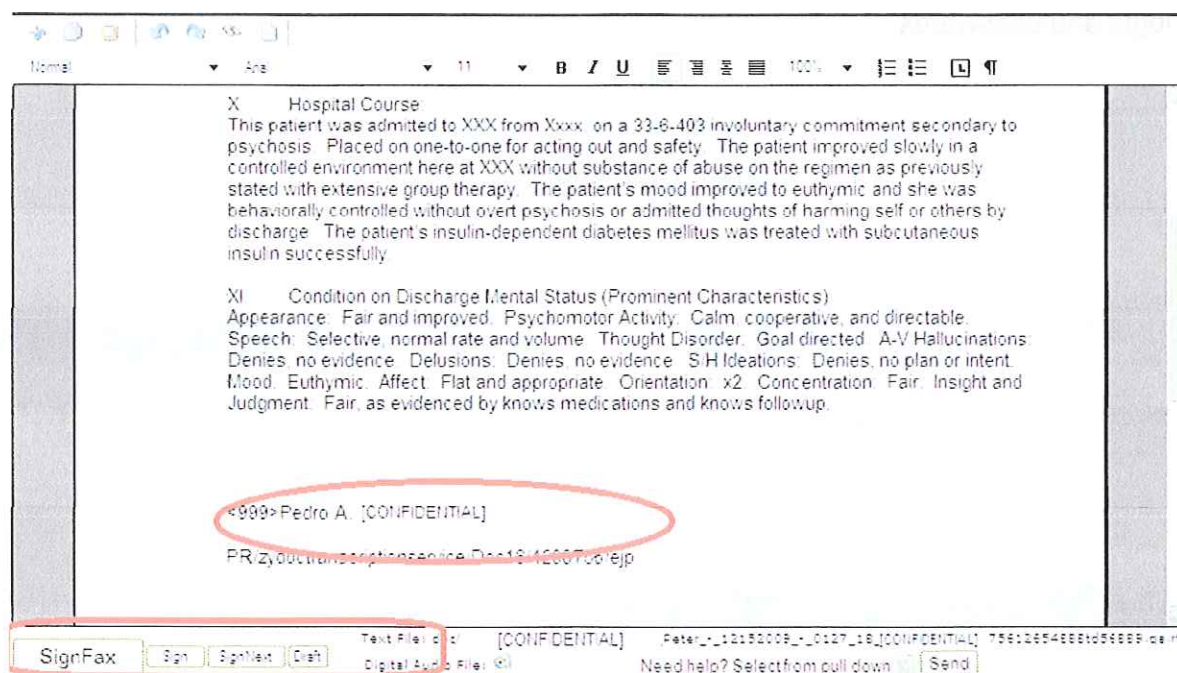 Normal Arial 11 B I U 100% ¶
X Hospital Course
This patient was admitted to XXX from Xxxx, on a 33-6-403 involuntary commitment secondary to
psychosis. Placed on one-to-one for acting out and safety. The patient improved slowly in a
controlled environment here at XXX without substance of abuse on the regimen as previously
stated with extensive group therapy. The patient's mood improved to euthymic and she was
behaviorally controlled without overt psychosis or admitted thoughts of harming self or others by
discharge. The patient's insulin-dependent diabetes mellitus was treated with subcutaneous
insulin successfully.
XI Condition on Discharge Mental Status (Prominent Characteristics)
Appearance: Fair and improved. Psychomotor Activity: Calm, cooperative, and directable.
Speech: Selective, normal rate and volume. Thought Disorder: Goal directed. A-V Hallucinations:
Denies, no evidence. Delusions: Denies, no evidence. S/H Ideations: Denies, no plan or intent.
Mood: Euthymic. Affect: Flat and appropriate. Orientation: x2. Concentration: Fair. Insight and
Judgment: Fair, as evidenced by knows medications and knows followup.
<999>Pedro A. [CONFIDENTIAL]
Text File: [CONFIDENTIAL] Peter_-_12152009_-_0127_18_[CONFIDENTIAL]
SignFax Sign SignNext Draft Digital Audio File: Need help? Select from pull down Send